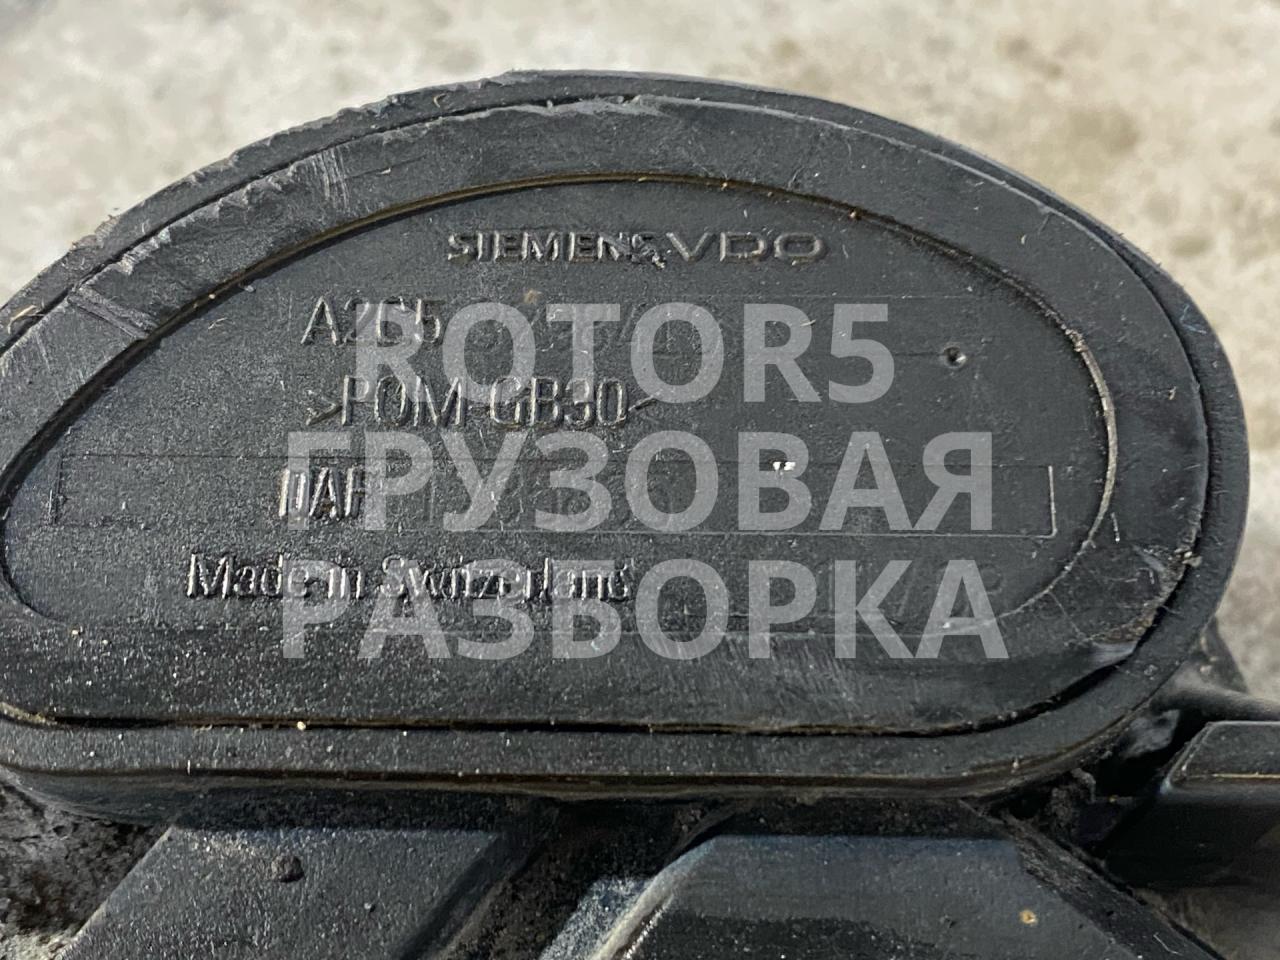 SIEMENS VDO
A2C5
>POM-GB30<
DAF
Made in Switzerland
ROTOR5
ГРУЗОВАЯ
РАЗБОРКА